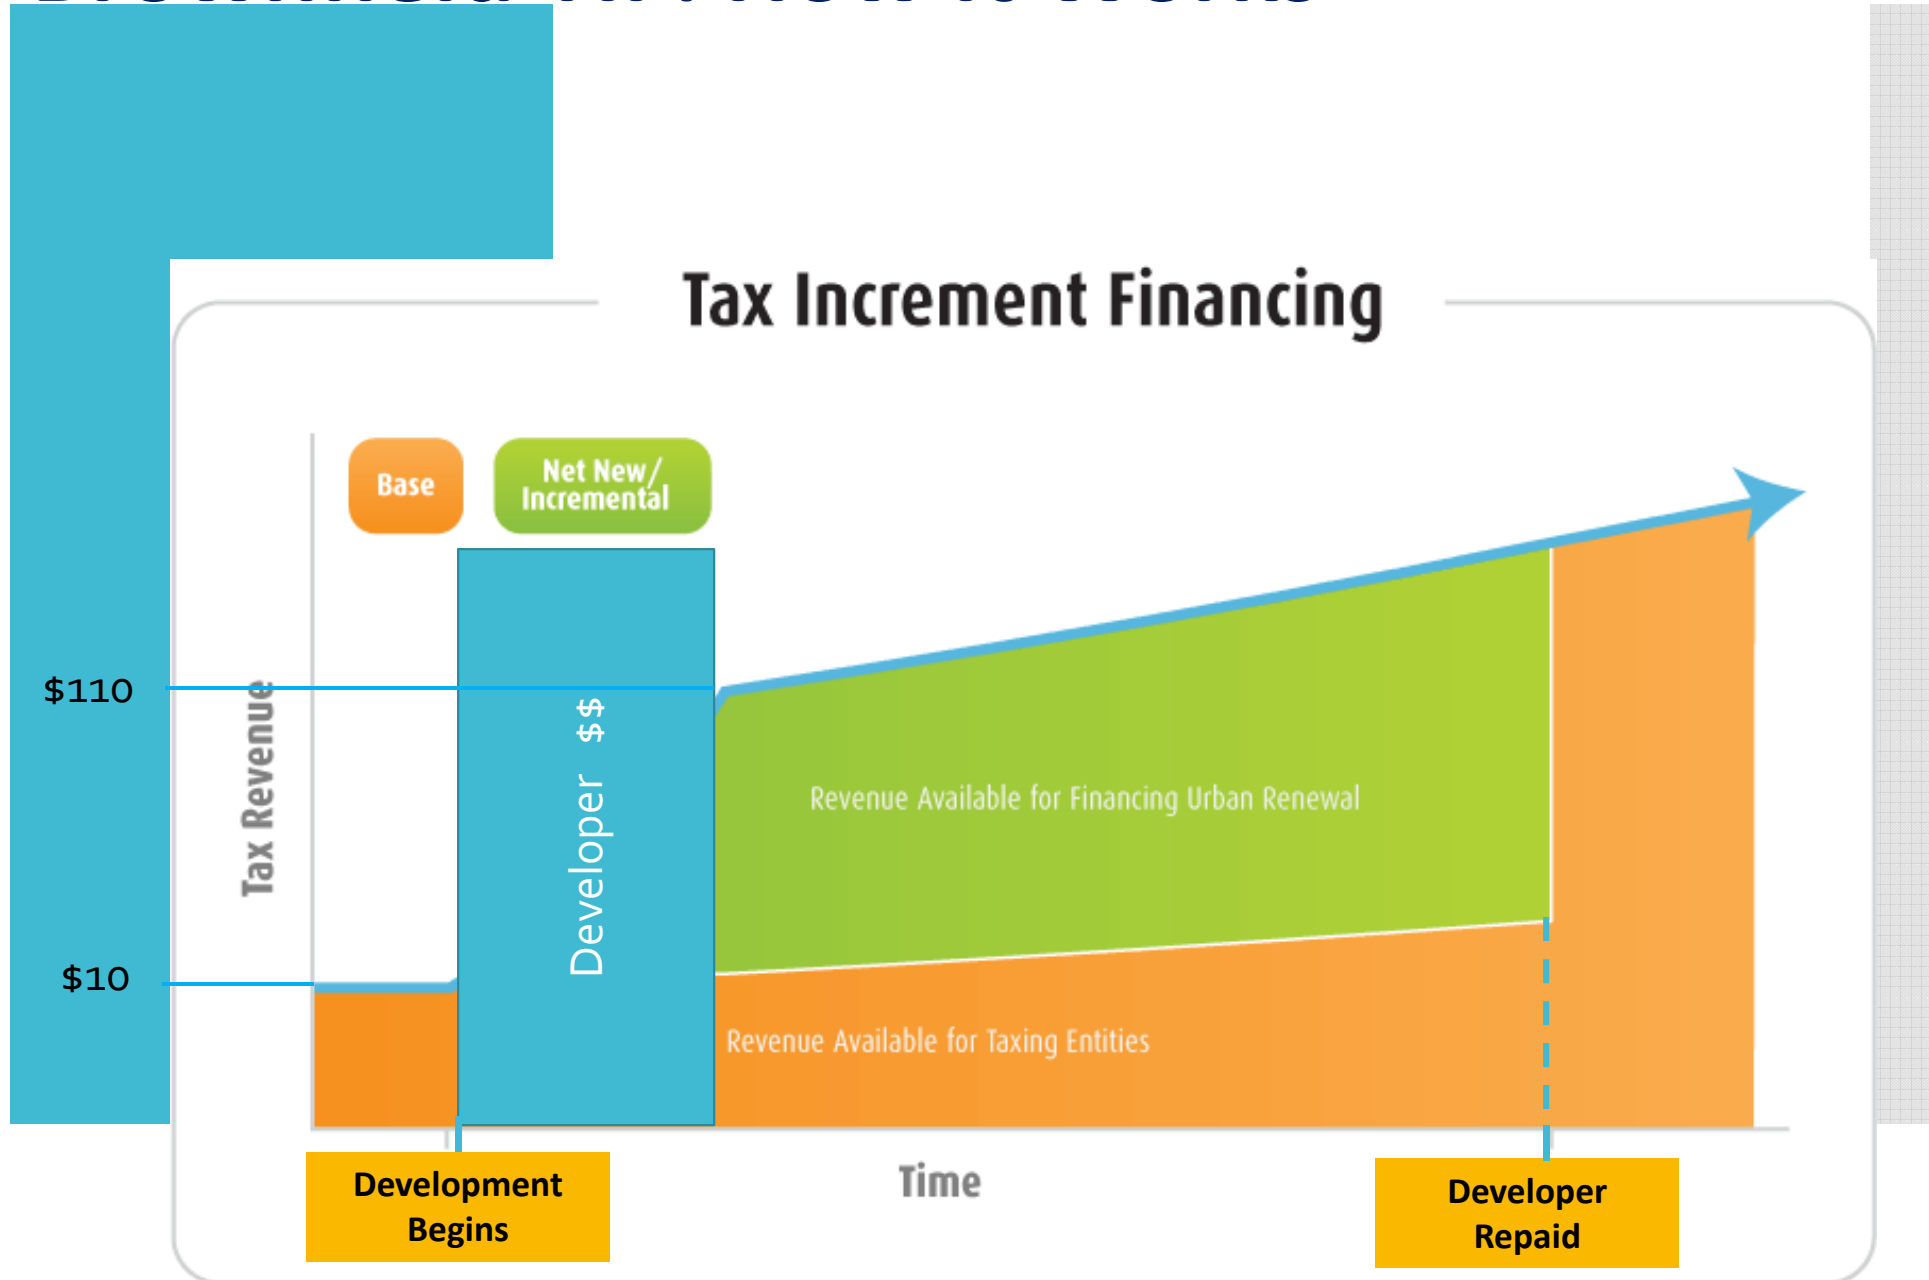 Tax Increment Financing
Base
Net New/
Incremental
$110
$10
Tax Revenue
Developer $$
Revenue Available for Financing Urban Renewal
Revenue Available for Taxing Entities
Time
Development
Begins
Developer
Repaid